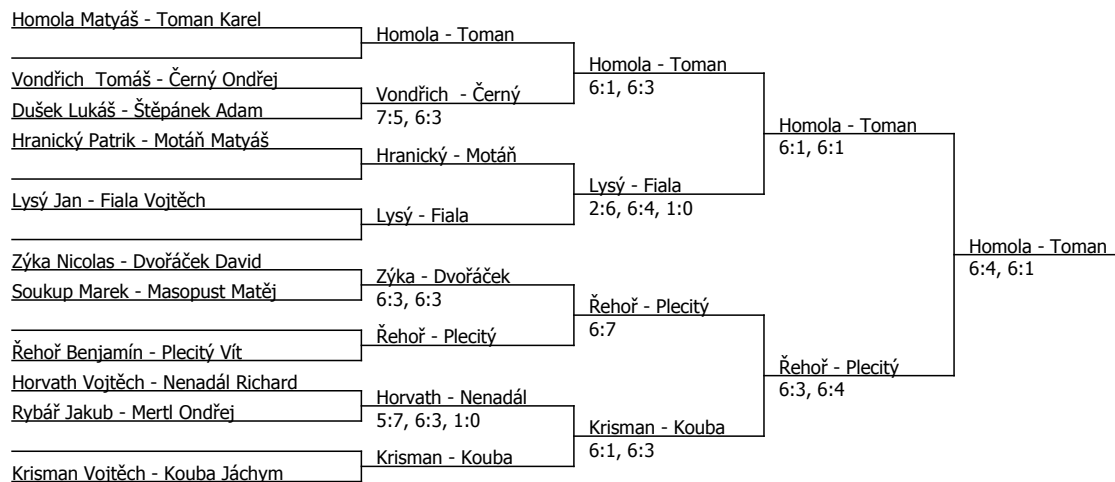 Homola Matyáš - Toman Karel
Vondřich  Tomáš - Černý Ondřej
Dušek Lukáš - Štěpánek Adam
Hranický Patrik - Motáň Matyáš
Lysý Jan - Fiala Vojtěch
Zýka Nicolas - Dvořáček David
Soukup Marek - Masopust Matěj
Řehoř Benjamín - Plecitý Vít
Horvath Vojtěch - Nenadál Richard
Rybář Jakub - Mertl Ondřej
Krisman Vojtěch - Kouba Jáchym
Homola - Toman
Vondřich  - Černý
7:5, 6:3
Hranický - Motáň
Lysý - Fiala
Zýka - Dvořáček
6:3, 6:3
Řehoř - Plecitý
Horvath - Nenadál
5:7, 6:3, 1:0
Krisman - Kouba
Homola - Toman
6:1, 6:3
Lysý - Fiala
2:6, 6:4, 1:0
Řehoř - Plecitý
6:7
Krisman - Kouba
6:1, 6:3
Homola - Toman
6:1, 6:1
Řehoř - Plecitý
6:3, 6:4
Homola - Toman
6:4, 6:1